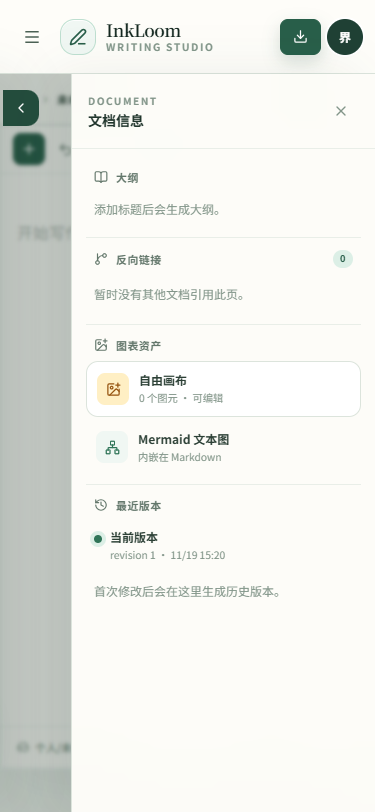 InkLoom
WRITING STUDIO
界
DOCUMENT
文档信息
大纲
添加标题后会生成大纲。
反向链接
0
暂时没有其他文档引用此页。
图表资产
自由画布
0 个图元 · 可编辑
Mermaid 文本图
内嵌在 Markdown
最近版本
当前版本
revision 1 · 11/19 15:20
首次修改后会在这里生成历史版本。
开始写
个人/